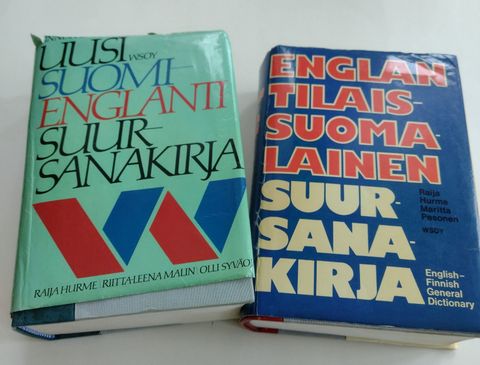 UUSI WSOY
SUOMI-
ENGLANTI
SUUR-
SANAKIRJA
RAIJA HURME RIITTA-LEENA MALIN OLLI SYVÄO
ENGLAN
TILAIS-
SUOMA-
LAINEN
SUUR-
SANA-
KIRJA
Raija
Hurme
Maritta
Pesonen
WSOY
English-
Finnish
General
Dictionary